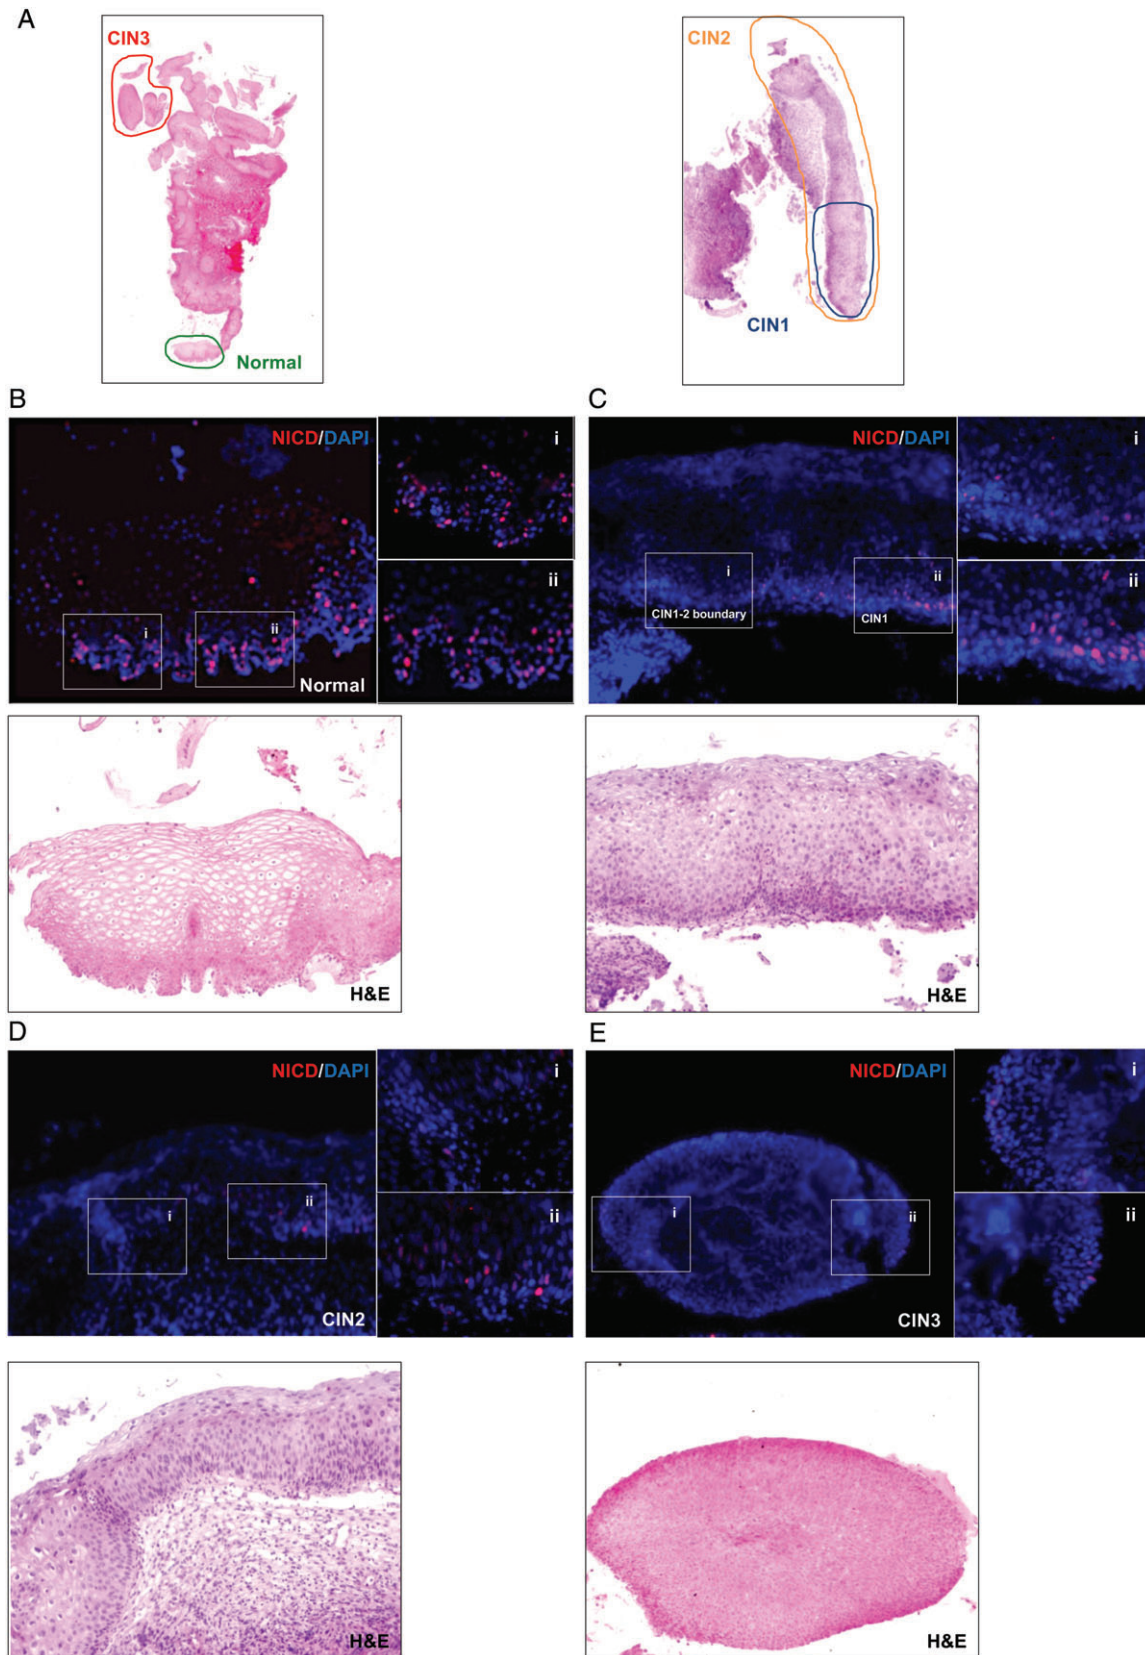 A
CIN3
Normal
CIN2
CIN1
B
NICD/DAPI
i
ii
Normal
i
ii
H&E
C
NICD/DAPI
i
CIN1-2 boundary
ii
CIN1
i
ii
H&E
D
NICD/DAPI
i
ii
CIN2
i
ii
H&E
E
NICD/DAPI
i
ii
CIN3
i
ii
H&E